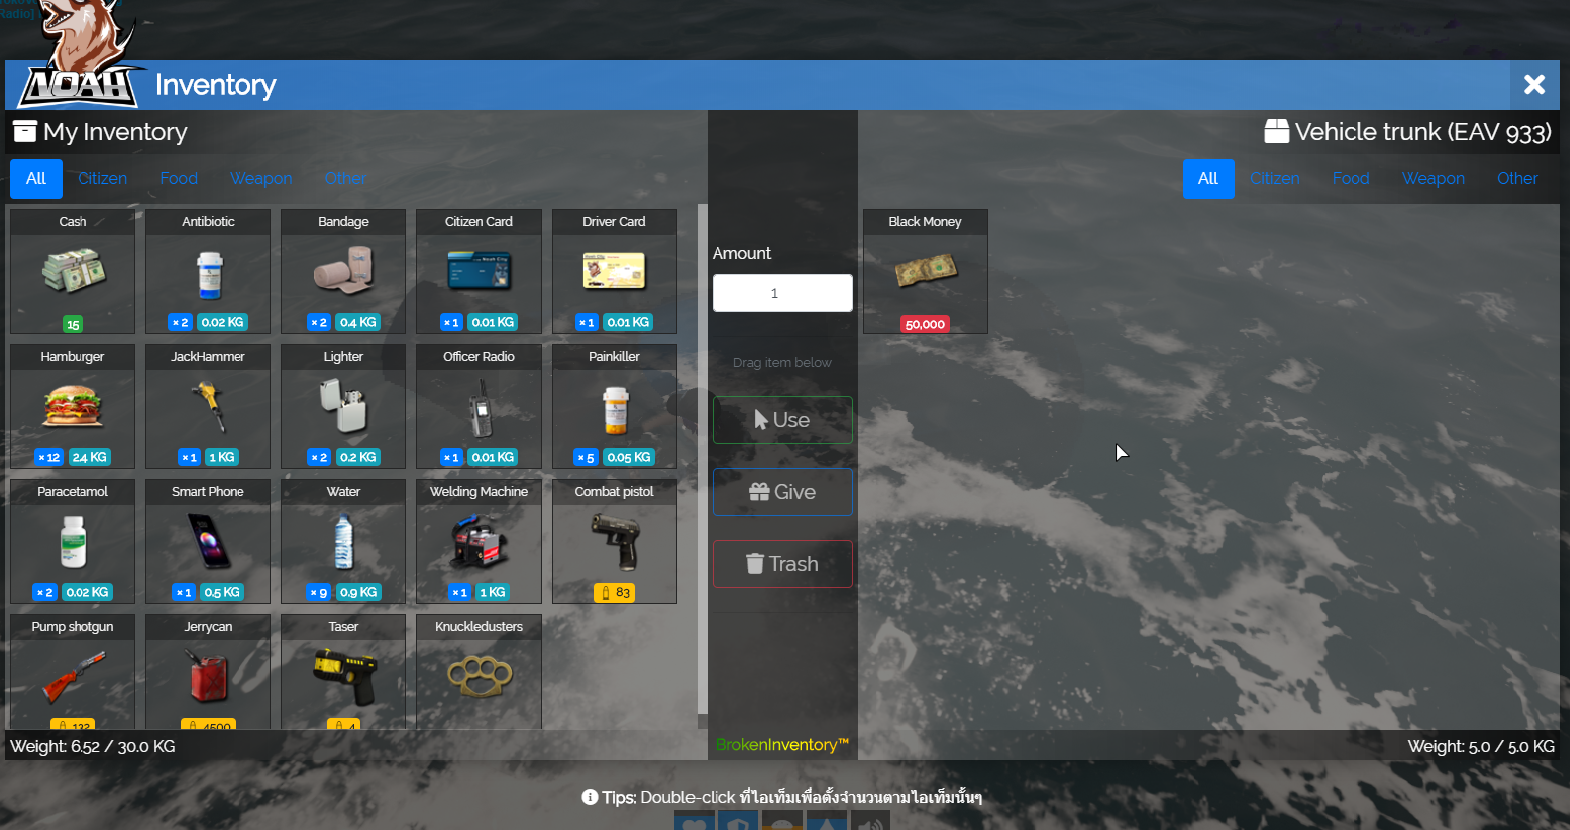 Radio]
NOAH
Inventory
My Inventory
Vehicle trunk (EAV 933)
All Citizen Food Weapon Other
All Citizen Food Weapon Other
Cash
15
Antibiotic
× 2 0.02 KG
Bandage
× 2 0.4 KG
Citizen Card
× 1 0.01 KG
Driver Card
× 1 0.01 KG
Hamburger
× 12 2.4 KG
JackHammer
× 1 1 KG
Lighter
× 2 0.2 KG
Officer Radio
× 1 0.01 KG
Painkiller
× 5 0.05 KG
Paracetamol
× 2 0.02 KG
Smart Phone
× 1 0.5 KG
Water
× 9 0.9 KG
Welding Machine
× 1 1 KG
Combat pistol
83
Pump shotgun
132
Jerrycan
4500
Taser
4
Knuckledusters
Weight: 6.52 / 30.0 KG
Amount
1
Drag item below
Use
Give
Trash
BrokenInventory™
Black Money
50,000
Weight: 5.0 / 5.0 KG
Tips: Double-click ที่ไอเท็มเพื่อตั้งจำนวนตามไอเท็มนั้นๆ